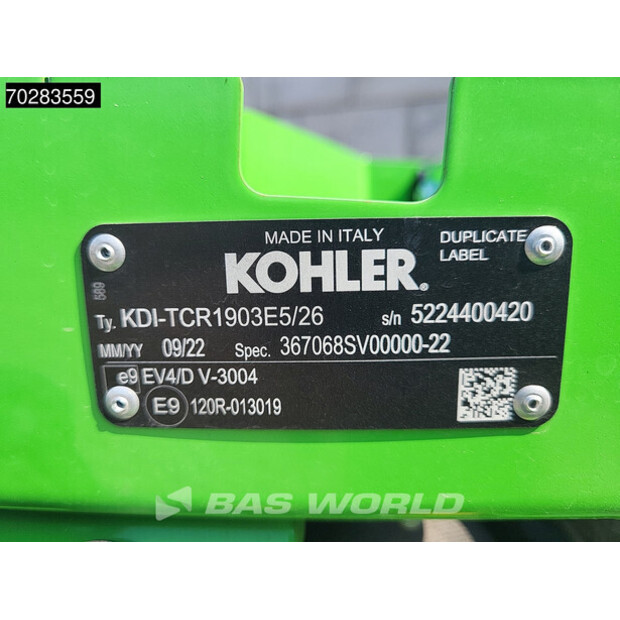 70283559
MADE IN ITALY
DUPLICATE
LABEL
KOHLER®
589
Ty. KDI-TCR1903E5/26 s/n 5224400420
MM/YY 09/22 Spec. 367068SV00000-22
e9 EV4/D V-3004
E9 120R-013019
BAS WORLD